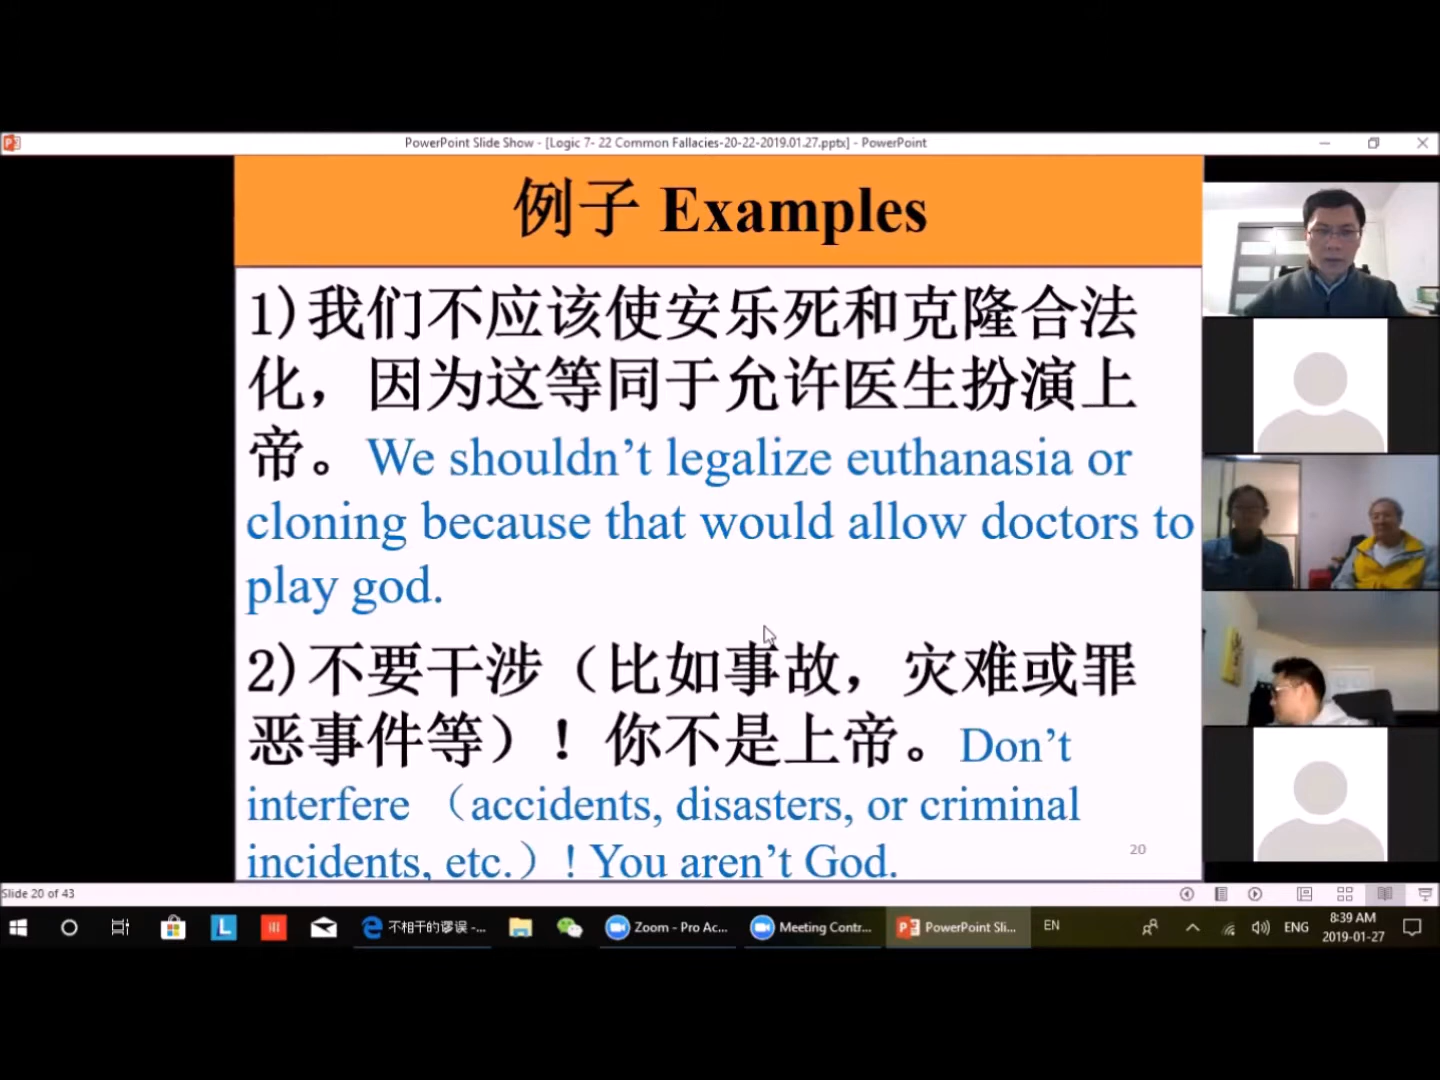 PowerPoint Slide Show - [Logic 7- 22 Common Fallacies-20-22-2019.01.27.pptx] - PowerPoint
例子 Examples
1)我们不应该使安乐死和克隆合法
化，因为这等同于允许医生扮演上
帝。We shouldn't legalize euthanasia or
cloning because that would allow doctors to
play god.
2)不要干涉（比如事故，灾难或罪
恶事件等）！你不是上帝。Don't
interfere （accidents, disasters, or criminal
incidents, etc.）! You aren't God.
20
Slide 20 of 43
不相干的谬误 -... Zoom - Pro Ac... Meeting Contr... PowerPoint Sli... EN ENG 8:39 AM
2019-01-27